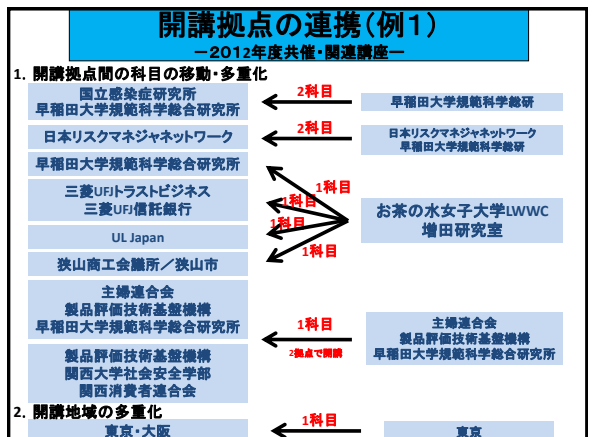 開講拠点の連携(例1)
－2012年度共催・関連講座－
1．開講拠点間の科目の移動・多重化
国立感染症研究所
早稲田大学規範科学総合研究所
2科目
早稲田大学規範科学総研
日本リスクマネジャネットワーク
2科目
日本リスクマネジャネットワーク
早稲田大学規範科学総研
早稲田大学規範科学総合研究所
三菱UFJトラストビジネス
三菱UFJ信託銀行
UL Japan
狭山商工会議所／狭山市
1科目
1科目
1科目
1科目
お茶の水女子大学LWWC
増田研究室
主婦連合会
製品評価技術基盤機構
早稲田大学規範科学総合研究所
製品評価技術基盤機構
関西大学社会安全学部
関西消費者連合会
1科目
2拠点で開講
主婦連合会
製品評価技術基盤機構
早稲田大学規範科学総合研究所
2．開講地域の多重化
東京・大阪
1科目
東京